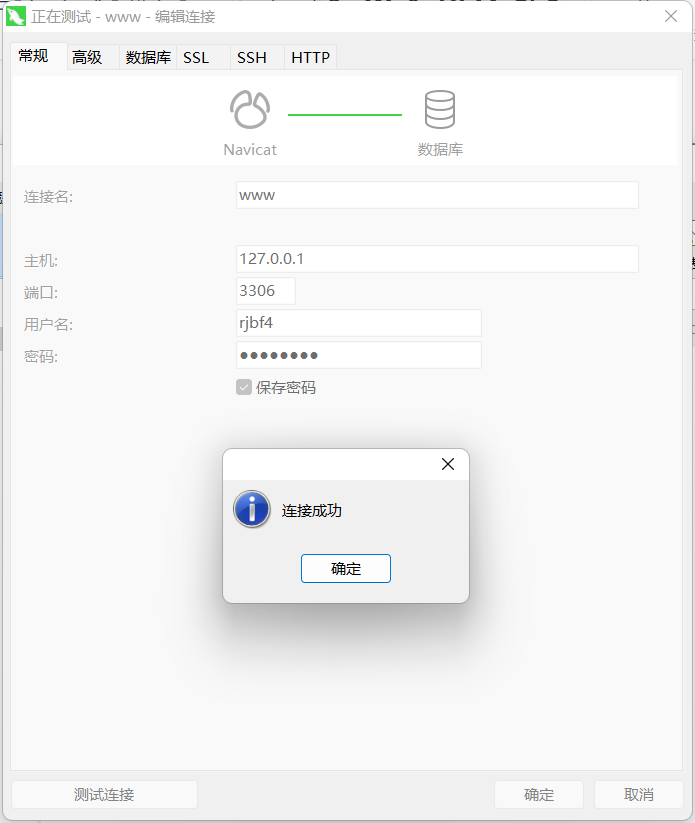 正在测试 - www - 编辑连接
常规 高级 数据库 SSL SSH HTTP
Navicat 数据库
连接名: www
主机: 127.0.0.1
端口: 3306
用户名: rjbf4
密码: ●●●●●●●●
保存密码
连接成功
确定
测试连接 确定 取消